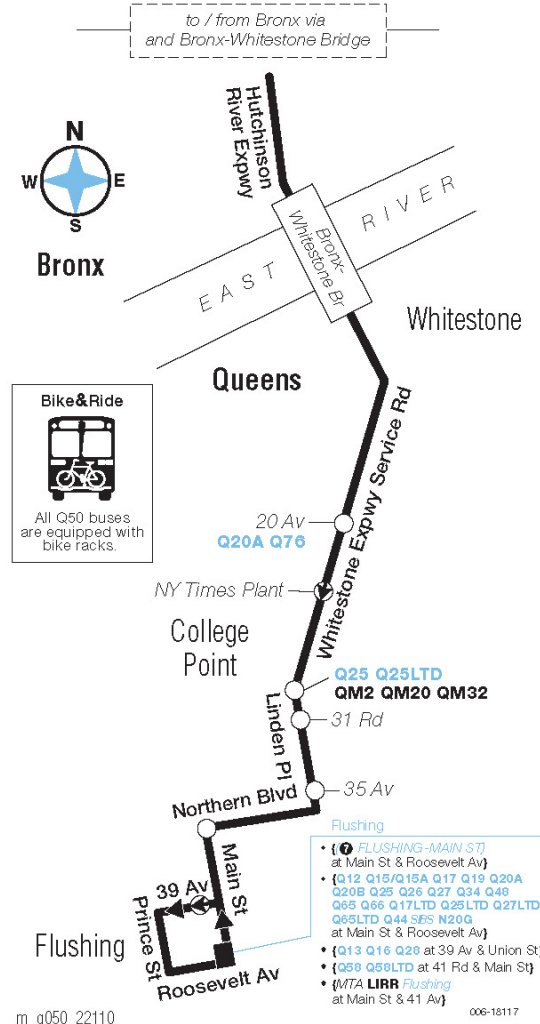 to / from Bronx via
and Bronx-Whitestone Bridge
Hutchinson
River Expwy
N
W
E
S
Bronx
Bronx-
Whitestone Br
EAST RIVER
Whitestone
Queens
Bike&Ride
All Q50 buses
are equipped with
bike racks.
Whitestone Expwy Service Rd
20 Av
Q20A Q76
NY Times Plant
College
Point
Q25 Q25LTD
QM2 QM20 QM32
31 Rd
Linden Pl
35 Av
Northern Blvd
Main St
39 Av
Prince St
Flushing
Roosevelt Av
Flushing
• {(7 FLUSHING-MAIN ST)
at Main St & Roosevelt Av}
• {Q12 Q15/Q15A Q17 Q19 Q20A
Q20B Q25 Q26 Q27 Q34 Q48
Q65 Q66 Q17LTD Q25LTD Q27LTD
Q65LTD Q44 SBS N20G
at Main St & Roosevelt Av}
• {Q13 Q16 Q28 at 39 Av & Union St}
• {Q58 Q58LTD at 41 Rd & Main St}
• {MTA LIRR Flushing
at Main St & 41 Av}
m_q050_22110
006-18117